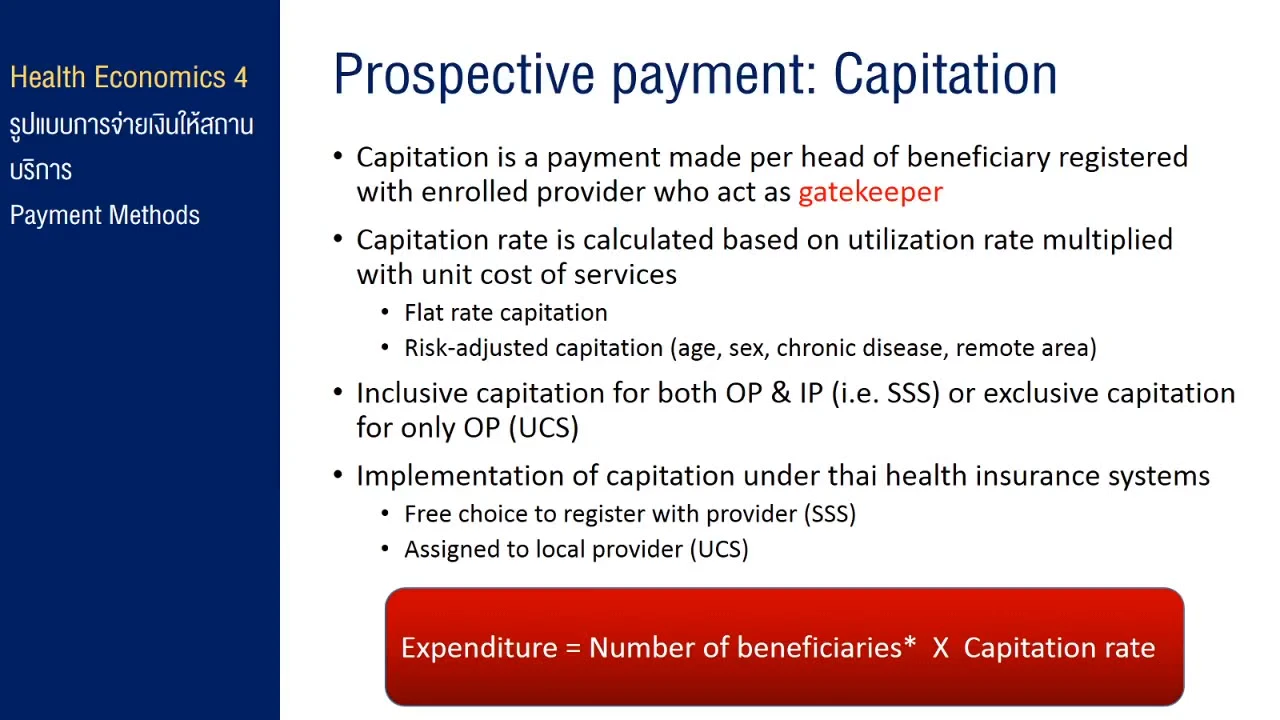 Health Economics 4
รูปแบบการจ่ายเงินให้สถาน
บริการ
Payment Methods
Prospective payment: Capitation
• Capitation is a payment made per head of beneficiary registered
with enrolled provider who act as gatekeeper
• Capitation rate is calculated based on utilization rate multiplied
with unit cost of services
• Flat rate capitation
• Risk-adjusted capitation (age, sex, chronic disease, remote area)
• Inclusive capitation for both OP & IP (i.e. SSS) or exclusive capitation
for only OP (UCS)
• Implementation of capitation under thai health insurance systems
• Free choice to register with provider (SSS)
• Assigned to local provider (UCS)
Expenditure = Number of beneficiaries* X Capitation rate